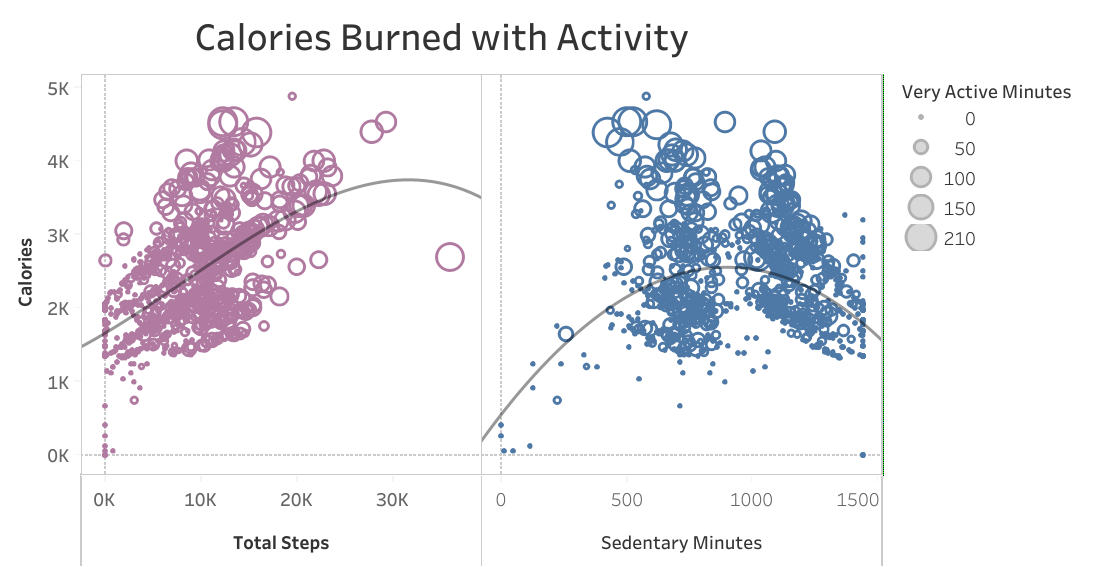 Calories Burned with Activity
Calories
5K
4K
3K
2K
1K
0K
0K 10K 20K 30K
Total Steps
0 500 1000 1500
Sedentary Minutes
Very Active Minutes
0
50
100
150
210